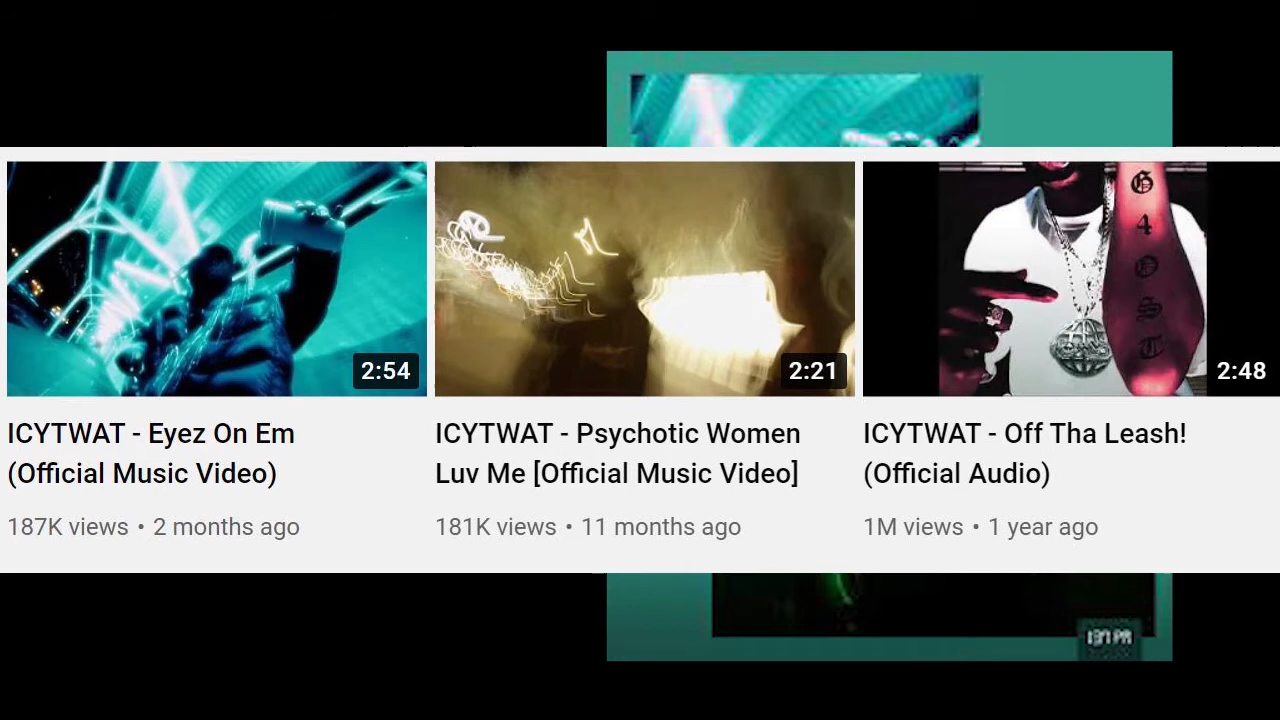 G
4
O
S
T
2:54
2:21
2:48
ICYTWAT - Eyez On Em
(Official Music Video)
ICYTWAT - Psychotic Women
Luv Me [Official Music Video]
ICYTWAT - Off Tha Leash!
(Official Audio)
187K views • 2 months ago
181K views • 11 months ago
1M views • 1 year ago